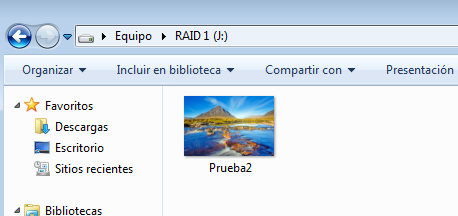 Equipo RAID 1 (J:)
Organizar Incluir en biblioteca Compartir con Presentación
Favoritos
Descargas
Escritorio
Sitios recientes
Bibliotecas
Prueba2